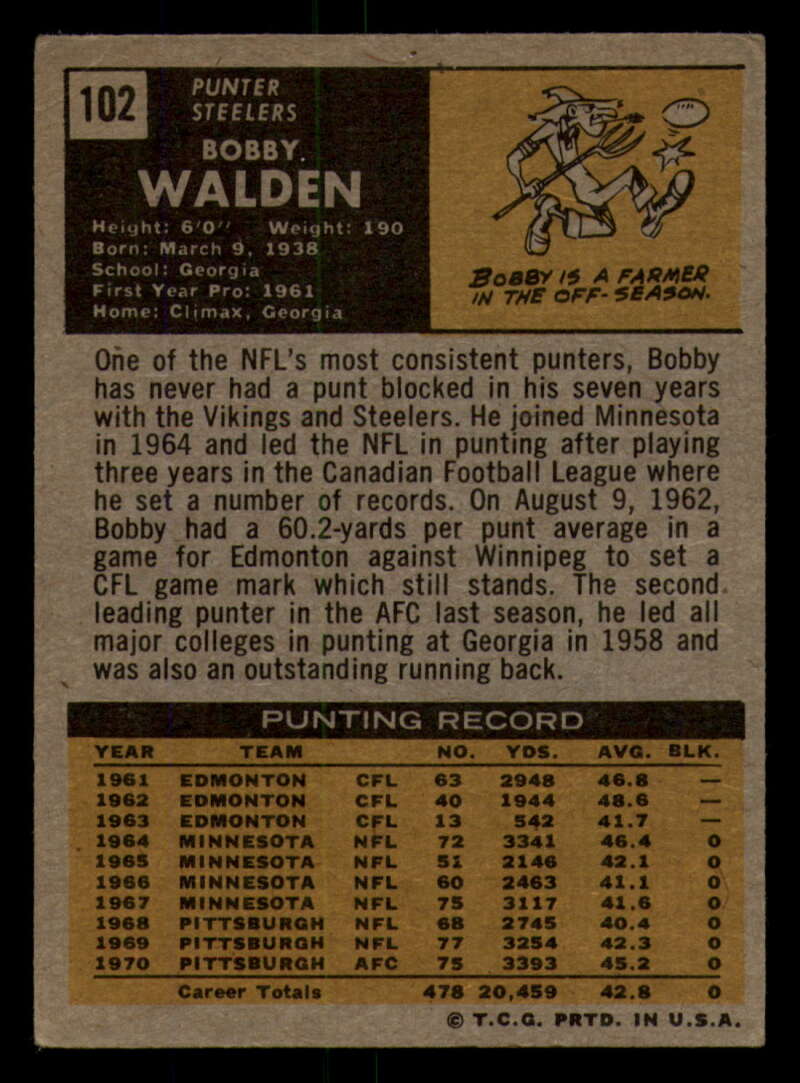 102
PUNTER
STEELERS
BOBBY.
WALDEN
Height: 6'0" Weight: 190
Born: March 9, 1938
School: Georgia
First Year Pro: 1961
Home: Climax, Georgia
BOBBY IS A FARMER
IN THE OFF-SEASON.
One of the NFL's most consistent punters, Bobby
has never had a punt blocked in his seven years
with the Vikings and Steelers. He joined Minnesota
in 1964 and led the NFL in punting after playing
three years in the Canadian Football League where
he set a number of records. On August 9, 1962,
Bobby had a 60.2-yards per punt average in a
game for Edmonton against Winnipeg to set a
CFL game mark which still stands. The second
leading punter in the AFC last season, he led all
major colleges in punting at Georgia in 1958 and
was also an outstanding running back.
PUNTING RECORD
YEAR TEAM NO. YDS. AVG. BLK.
1961 EDMONTON CFL 63 2948 46.8 —
1962 EDMONTON CFL 40 1944 48.6 —
1963 EDMONTON CFL 13 542 41.7 —
1964 MINNESOTA NFL 72 3341 46.4 0
1965 MINNESOTA NFL 51 2146 42.1 0
1966 MINNESOTA NFL 60 2463 41.1 0
1967 MINNESOTA NFL 75 3117 41.6 0
1968 PITTSBURGH NFL 68 2745 40.4 0
1969 PITTSBURGH NFL 77 3254 42.3 0
1970 PITTSBURGH AFC 75 3393 45.2 0
Career Totals 478 20,459 42.8 0
© T.C.G. PRTD. IN U.S.A.